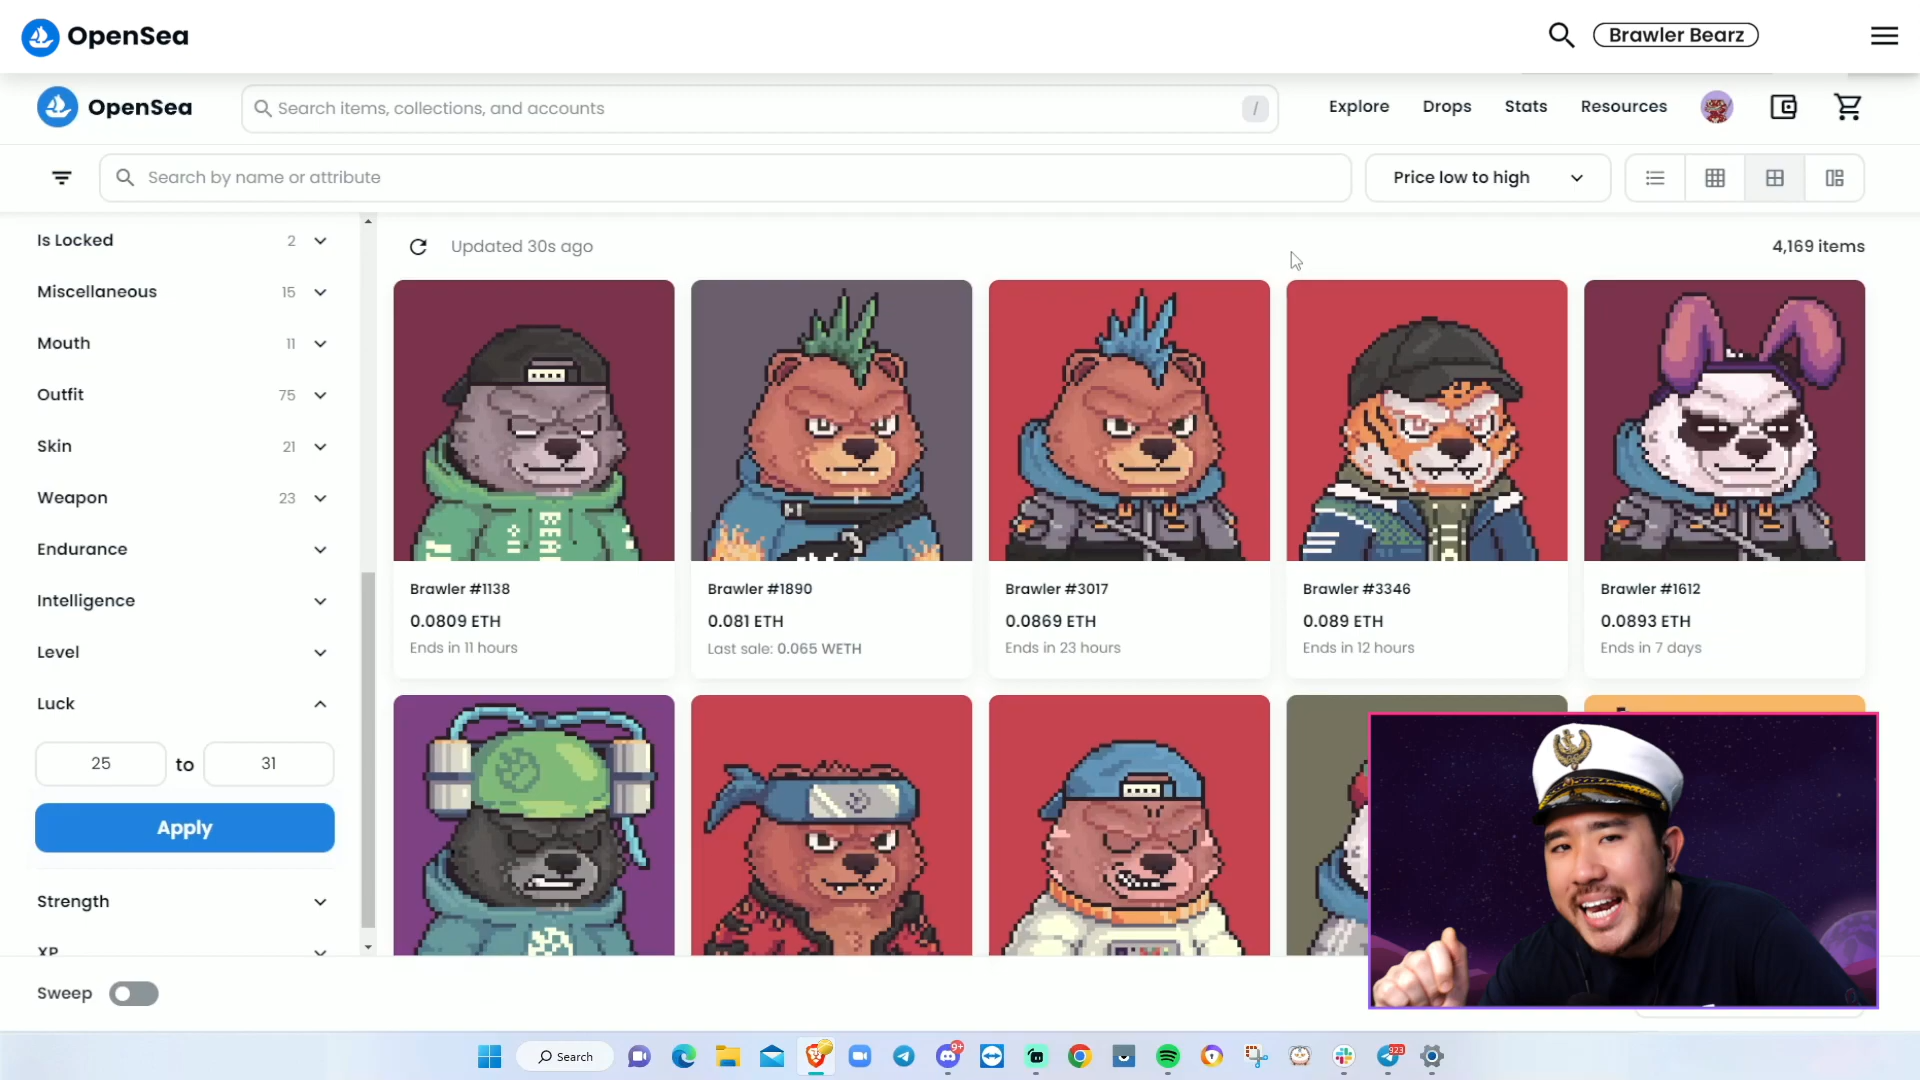 OpenSea
Brawler Bearz
OpenSea
Search items, collections, and accounts
/
Explore
Drops
Stats
Resources
Search by name or attribute
Price low to high
Is Locked 2
Miscellaneous 15
Mouth 11
Outfit 75
Skin 21
Weapon 23
Endurance
Intelligence
Level
Luck
25 to 31
Apply
Strength
XP
Sweep
Updated 30s ago
4,169 items
BEAR
Brawler #1138
0.0809 ETH
Ends in 11 hours
Brawler #1890
0.081 ETH
Last sale: 0.065 WETH
Brawler #3017
0.0869 ETH
Ends in 23 hours
Brawler #3346
0.089 ETH
Ends in 12 hours
Brawler #1612
0.0893 ETH
Ends in 7 days
Search
9+
923